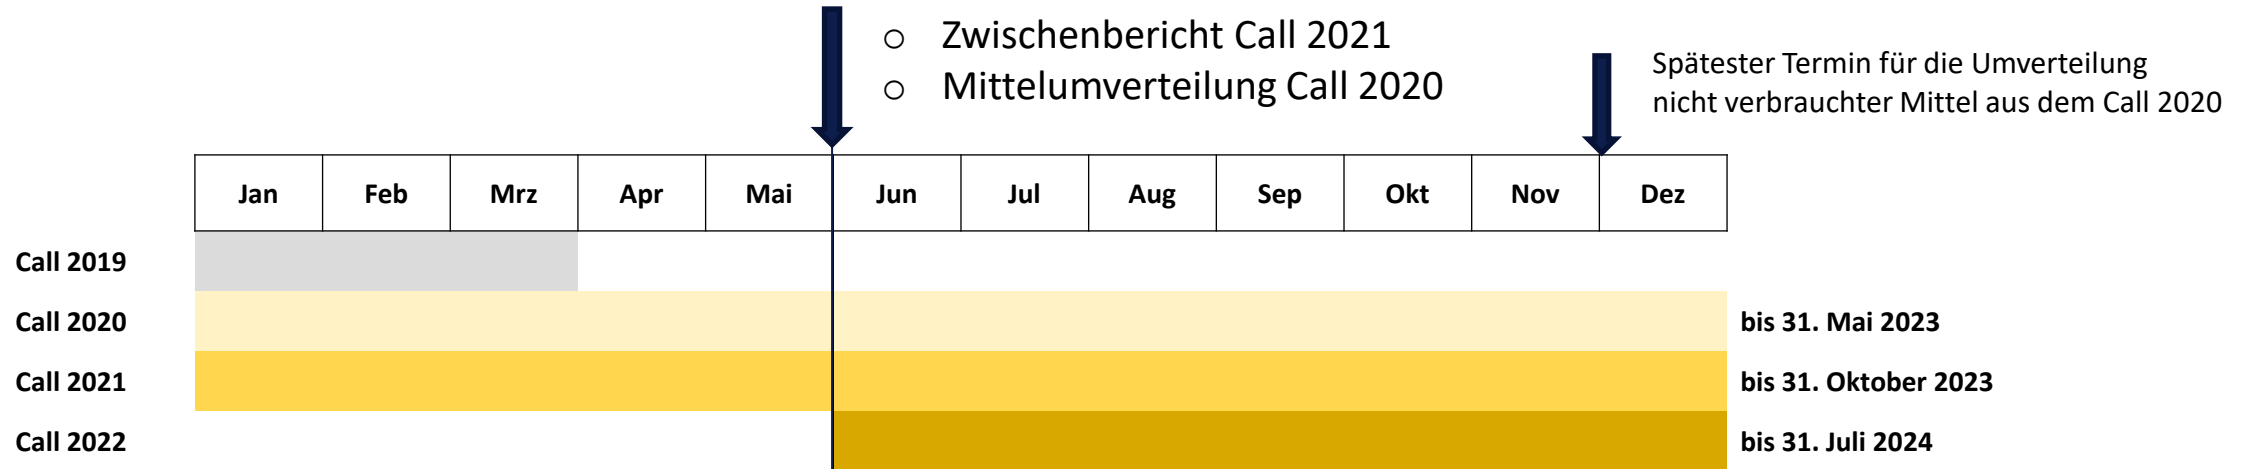 o Zwischenbericht Call 2021
o Mittelumverteilung Call 2020
Spätester Termin für die Umverteilung
nicht verbrauchter Mittel aus dem Call 2020
Jan Feb Mrz Apr Mai Jun Jul Aug Sep Okt Nov Dez
Call 2019
Call 2020 bis 31. Mai 2023
Call 2021 bis 31. Oktober 2023
Call 2022 bis 31. Juli 2024